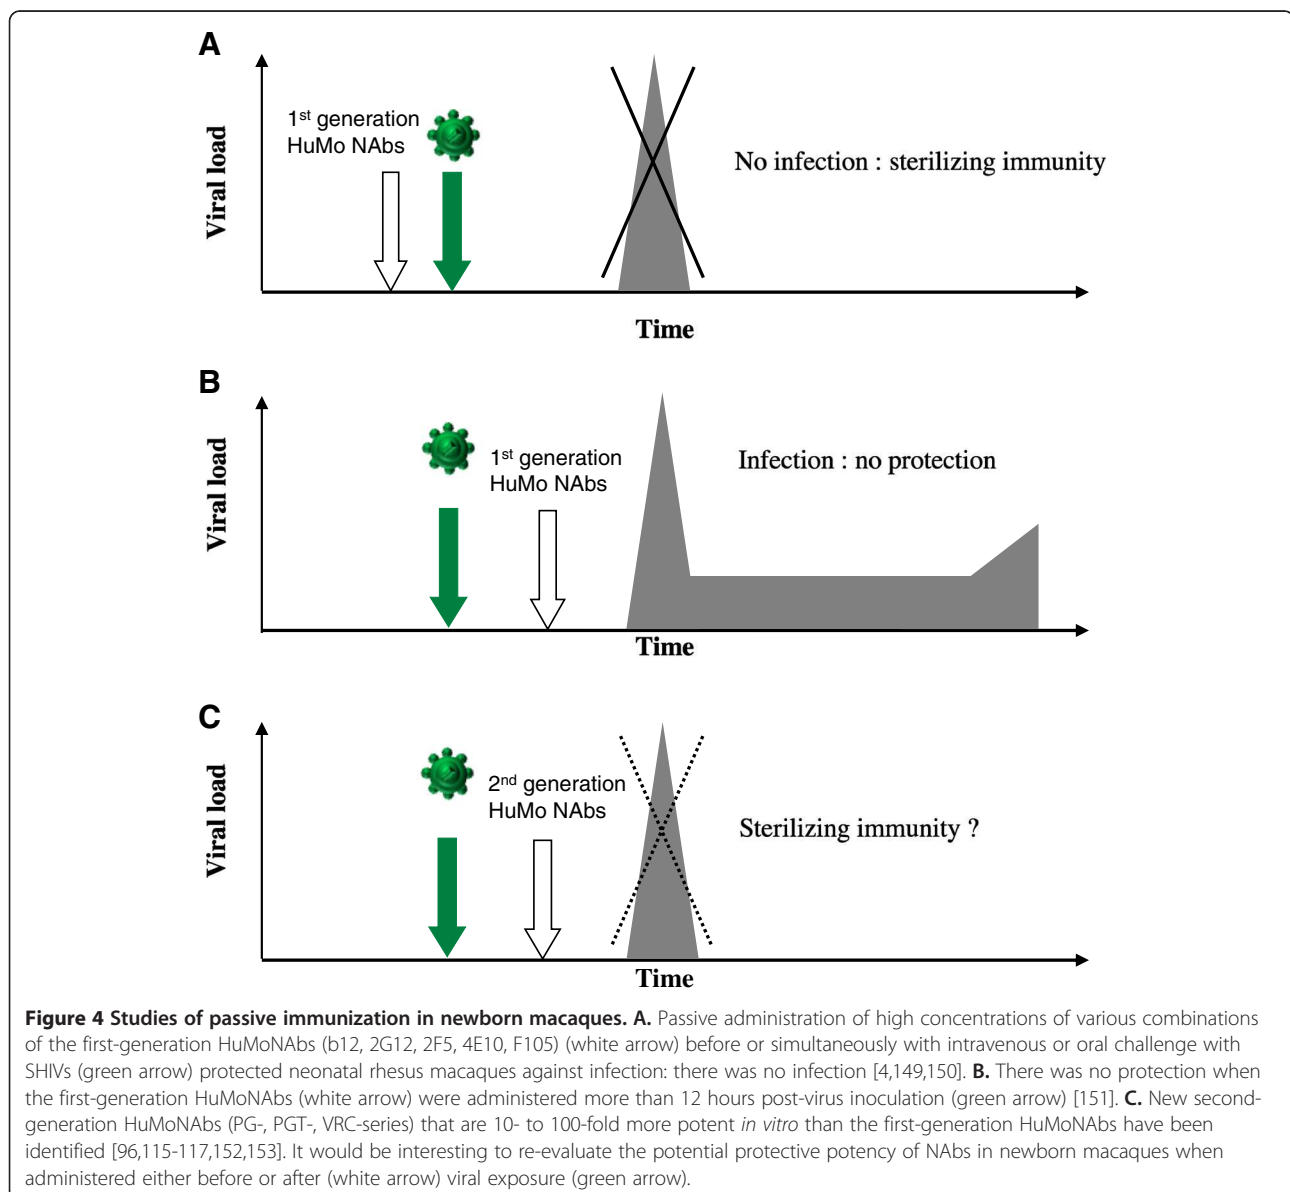 A
Viral load
1st generation
HuMo NAbs
No infection : sterilizing immunity
Time
B
Viral load
1st generation
HuMo NAbs
Infection : no protection
Time
C
Viral load
2nd generation
HuMo NAbs
Sterilizing immunity ?
Time
Figure 4 Studies of passive immunization in newborn macaques. A. Passive administration of high concentrations of various combinations
of the first-generation HuMoNAbs (b12, 2G12, 2F5, 4E10, F105) (white arrow) before or simultaneously with intravenous or oral challenge with
SHIVs (green arrow) protected neonatal rhesus macaques against infection: there was no infection [4,149,150]. B. There was no protection when
the first-generation HuMoNAbs (white arrow) were administered more than 12 hours post-virus inoculation (green arrow) [151]. C. New second-
generation HuMoNAbs (PG-, PGT-, VRC-series) that are 10- to 100-fold more potent in vitro than the first-generation HuMoNAbs have been
identified [96,115-117,152,153]. It would be interesting to re-evaluate the potential protective potency of NAbs in newborn macaques when
administered either before or after (white arrow) viral exposure (green arrow).